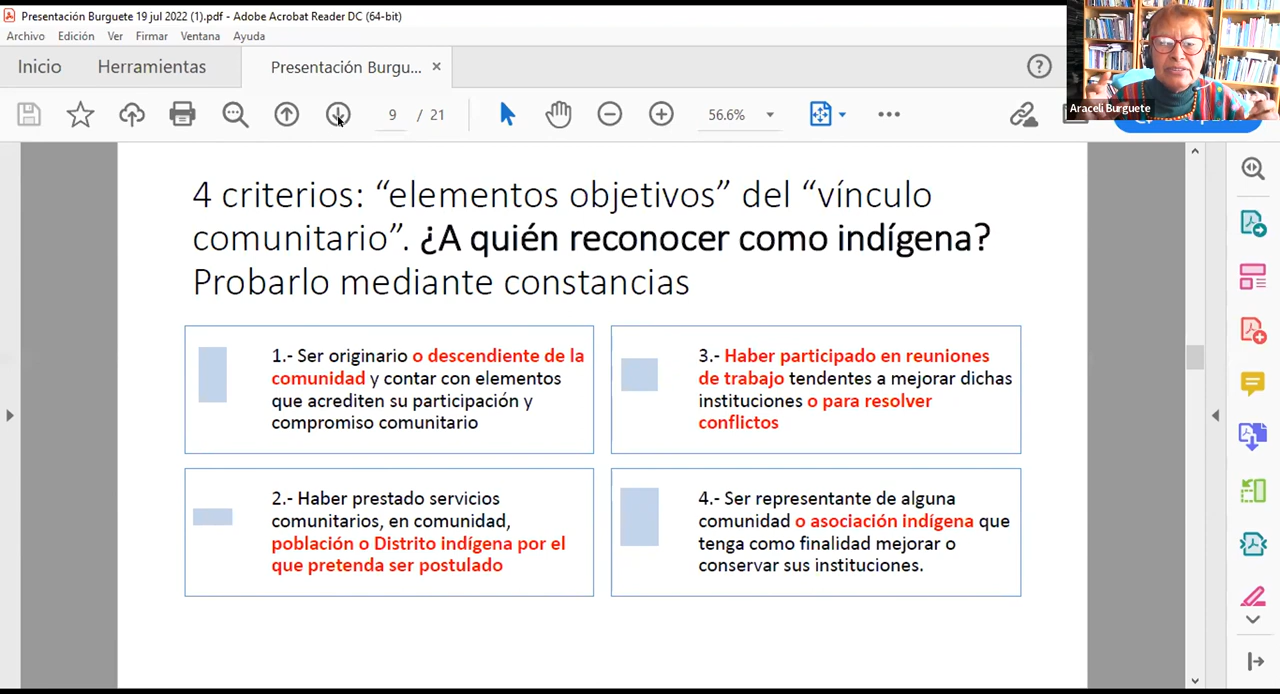 Presentación Burguete 19 jul 2022 (1).pdf - Adobe Acrobat Reader DC (64-bit)
Archivo Edición Ver Firmar Ventana Ayuda
Inicio Herramientas Presentación Burgu... ×
9 / 21 56.6%
Araceli Burguete
4 criterios: “elementos objetivos” del “vínculo
comunitario”. ¿A quién reconocer como indígena?
Probarlo mediante constancias
1.- Ser originario o descendiente de la
comunidad y contar con elementos
que acrediten su participación y
compromiso comunitario
2.- Haber prestado servicios
comunitarios, en comunidad,
población o Distrito indígena por el
que pretenda ser postulado
3.- Haber participado en reuniones
de trabajo tendentes a mejorar dichas
instituciones o para resolver
conflictos
4.- Ser representante de alguna
comunidad o asociación indígena que
tenga como finalidad mejorar o
conservar sus instituciones.